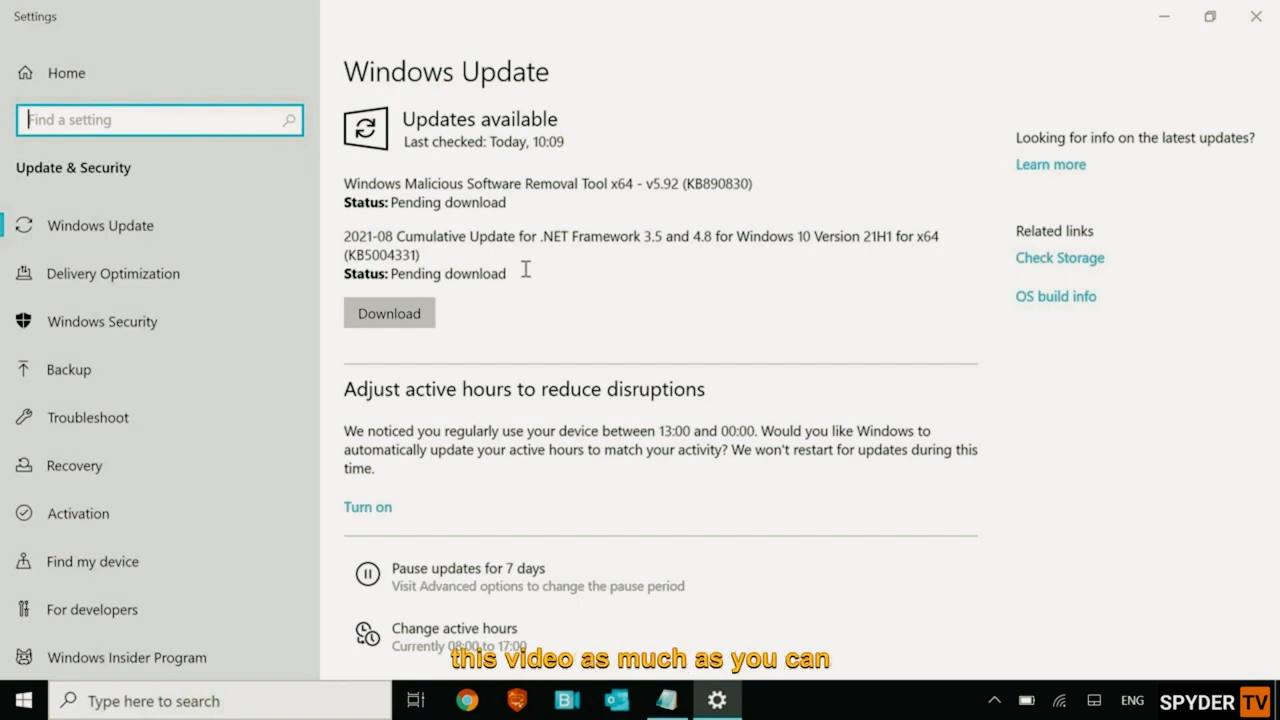 Settings
Home
Find a setting
Update & Security
Windows Update
Delivery Optimization
Windows Security
Backup
Troubleshoot
Recovery
Activation
Find my device
For developers
Windows Insider Program
Windows Update
Updates available
Last checked: Today, 10:09
Windows Malicious Software Removal Tool x64 - v5.92 (KB890830)
Status: Pending download
2021-08 Cumulative Update for .NET Framework 3.5 and 4.8 for Windows 10 Version 21H1 for x64
(KB5004331)
Status: Pending download
Download
Adjust active hours to reduce disruptions
We noticed you regularly use your device between 13:00 and 00:00. Would you like Windows to
automatically update your active hours to match your activity? We won't restart for updates during this
time.
Turn on
Pause updates for 7 days
Visit Advanced options to change the pause period
Change active hours
Currently 08:00 to 17:00
Looking for info on the latest updates?
Learn more
Related links
Check Storage
OS build info
this video as much as you can
Type here to search
ENG
SPYDER TV